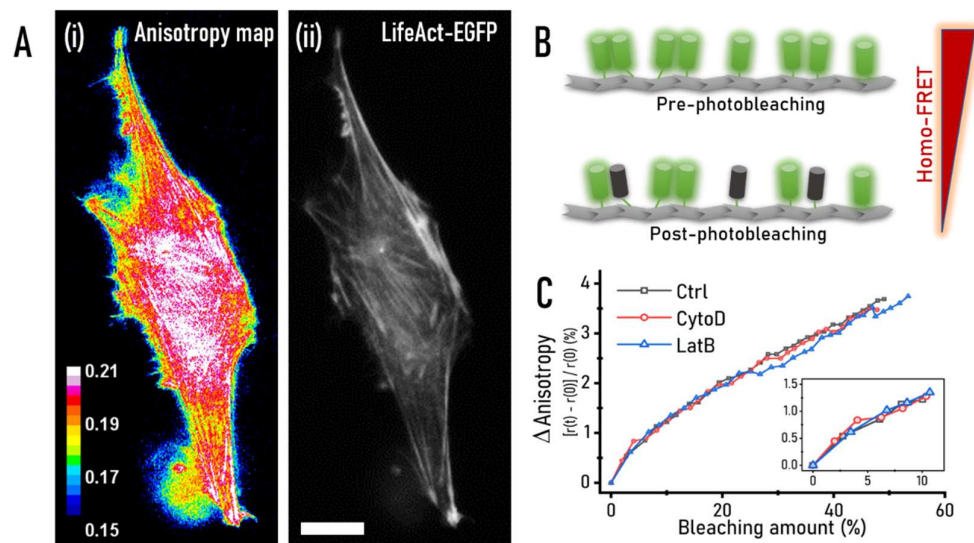 A
(i) Anisotropy map
0.21
0.19
0.17
0.15
(ii) LifeAct-EGFP
B
Pre-photobleaching
Post-photobleaching
Homo-FRET
C
Δ Anisotropy
[r(t) - r(0)] / r(0) (%)
4
3
2
1
0
Ctrl
CytoD
LatB
1.5
1.0
0.5
0.0
0 5 10
0 20 40 60
Bleaching amount (%)